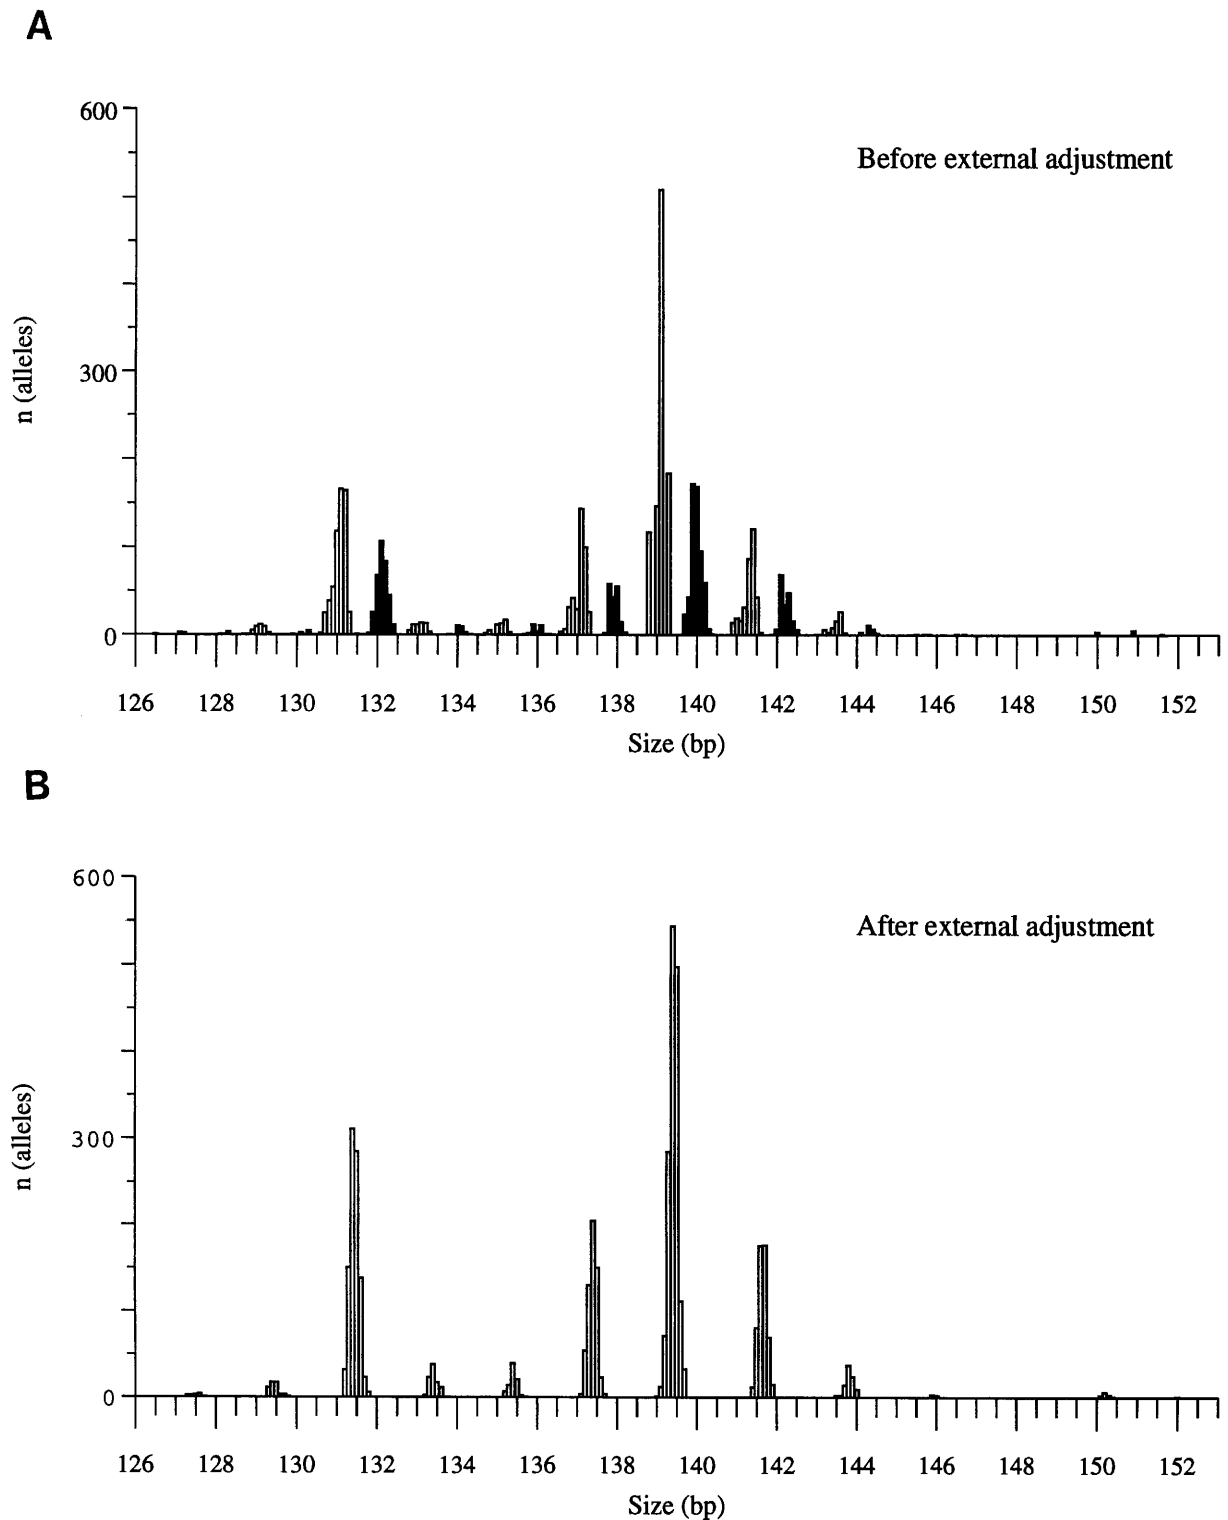 A
600
Before external adjustment
300
n (alleles)
0
126 128 130 132 134 136 138 140 142 144 146 148 150 152
Size (bp)
B
600
After external adjustment
300
n (alleles)
0
126 128 130 132 134 136 138 140 142 144 146 148 150 152
Size (bp)